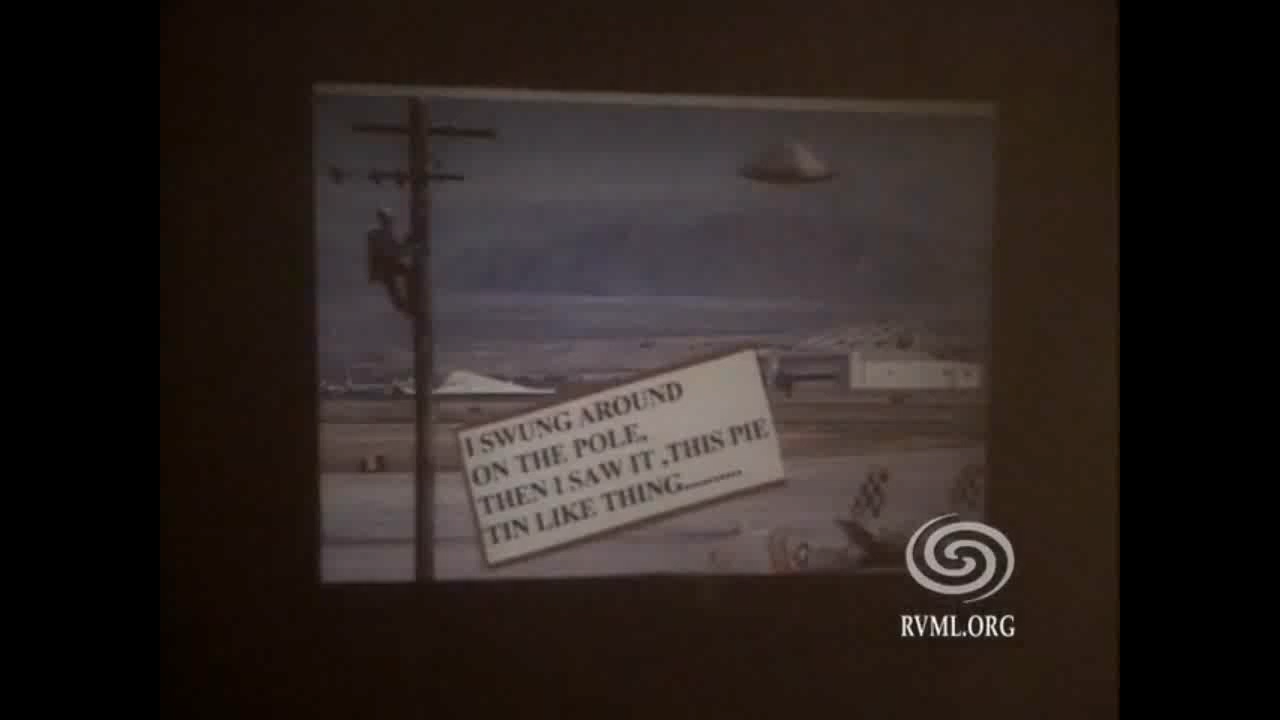 I SWUNG AROUND
ON THE POLE,
THEN I SAW IT ,THIS PIE
TIN LIKE THING..........
RVML.ORG